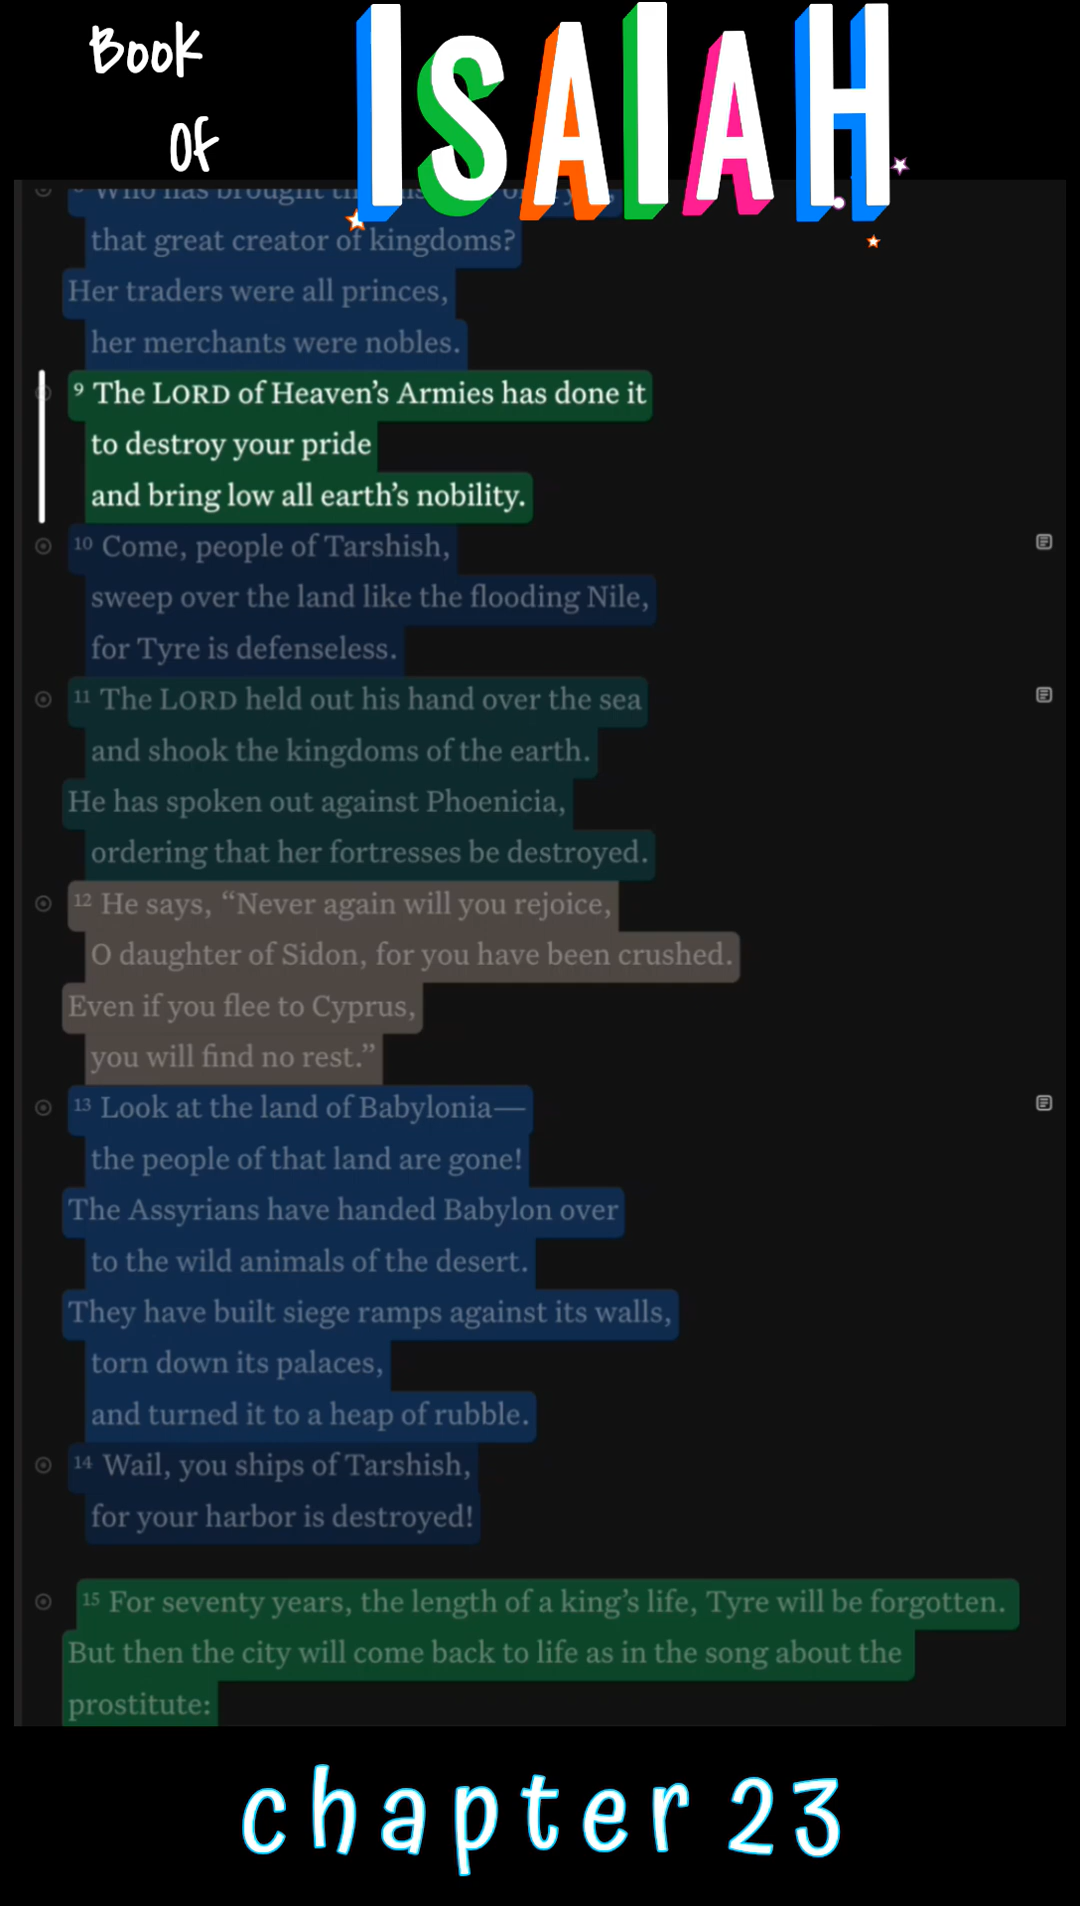 Book
Of
ISAIAH
8 Who has brought
that great creator of kingdoms?
Her traders were all princes,
her merchants were nobles.
9 The LORD of Heaven’s Armies has done it
to destroy your pride
and bring low all earth’s nobility.
10 Come, people of Tarshish,
sweep over the land like the flooding Nile,
for Tyre is defenseless.
11 The LORD held out his hand over the sea
and shook the kingdoms of the earth.
He has spoken out against Phoenicia,
ordering that her fortresses be destroyed.
12 He says, “Never again will you rejoice,
O daughter of Sidon, for you have been crushed.
Even if you flee to Cyprus,
you will find no rest.”
13 Look at the land of Babylonia—
the people of that land are gone!
The Assyrians have handed Babylon over
to the wild animals of the desert.
They have built siege ramps against its walls,
torn down its palaces,
and turned it to a heap of rubble.
14 Wail, you ships of Tarshish,
for your harbor is destroyed!
15 For seventy years, the length of a king’s life, Tyre will be forgotten.
But then the city will come back to life as in the song about the
prostitute:
chapter 23